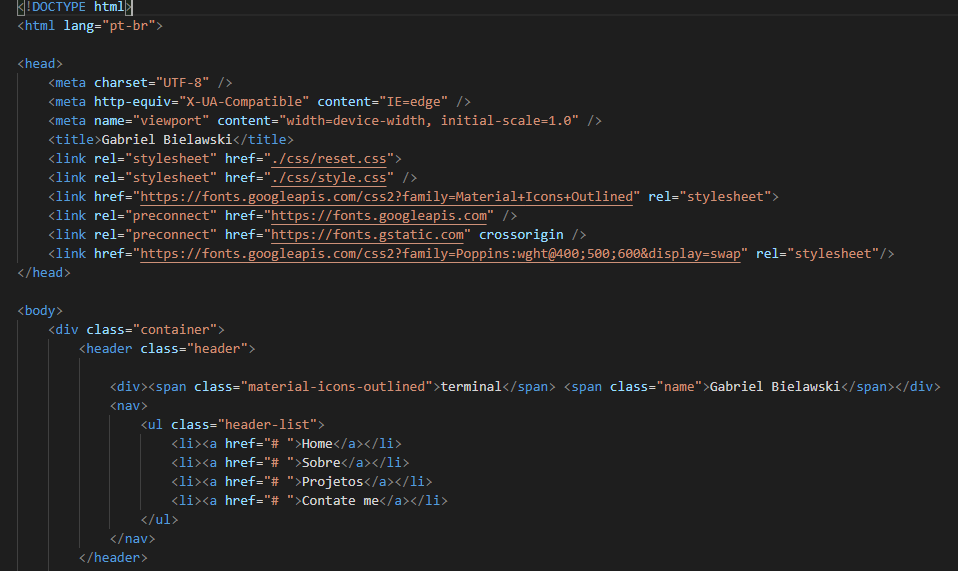 <!DOCTYPE html>
<html lang="pt-br">
<head>
<meta charset="UTF-8" />
<meta http-equiv="X-UA-Compatible" content="IE=edge" />
<meta name="viewport" content="width=device-width, initial-scale=1.0" />
<title>Gabriel Bielawski</title>
<link rel="stylesheet" href="./css/reset.css">
<link rel="stylesheet" href="./css/style.css" />
<link href="https://fonts.googleapis.com/css2?family=Material+Icons+Outlined" rel="stylesheet">
<link rel="preconnect" href="https://fonts.googleapis.com" />
<link rel="preconnect" href="https://fonts.gstatic.com" crossorigin />
<link href="https://fonts.googleapis.com/css2?family=Poppins:wght@400;500;600&display=swap" rel="stylesheet"/>
</head>
<body>
<div class="container">
<header class="header">
<div><span class="material-icons-outlined">terminal</span> <span class="name">Gabriel Bielawski</span></div>
<nav>
<ul class="header-list">
<li><a href="# ">Home</a></li>
<li><a href="# ">Sobre</a></li>
<li><a href="# ">Projetos</a></li>
<li><a href="# ">Contate me</a></li>
</ul>
</nav>
</header>